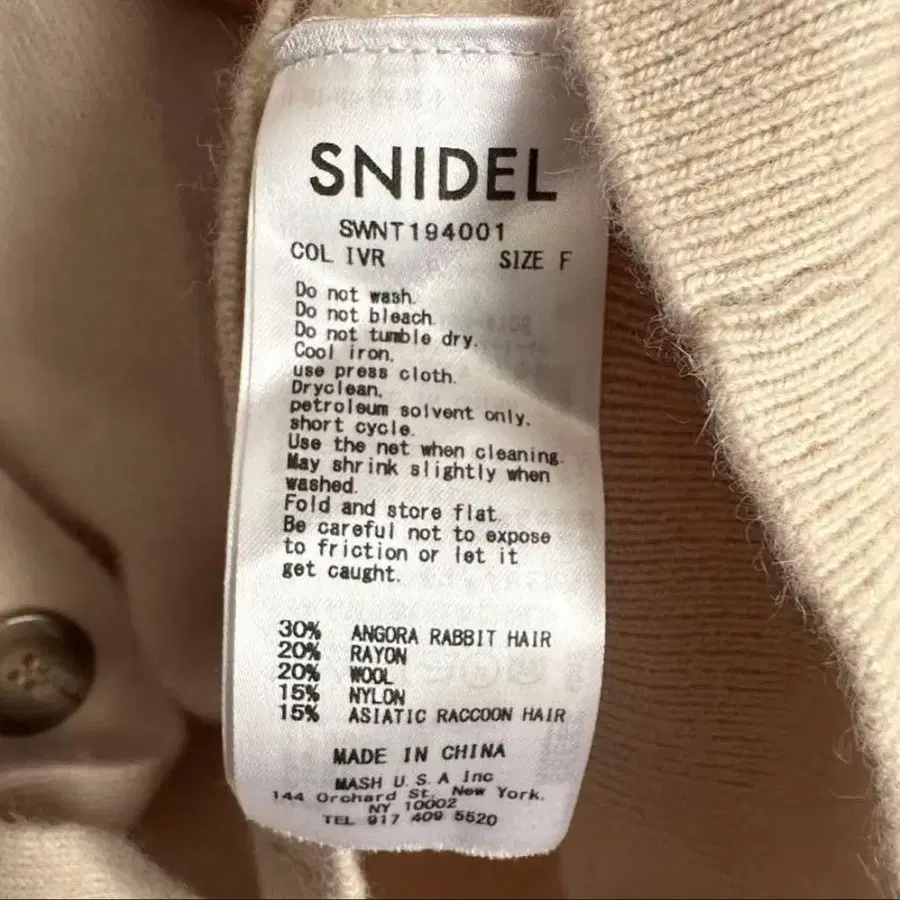 SNIDEL
SWNT194001
COL IVR SIZE F
Do not wash.
Do not bleach.
Do not tumble dry.
Cool iron,
use press cloth.
Dryclean,
petroleum solvent only,
short cycle.
Use the net when cleaning.
May shrink slightly when
washed.
Fold and store flat.
Be careful not to expose
to friction or let it
get caught.
30% ANGORA RABBIT HAIR
20% RAYON
20% WOOL
15% NYLON
15% ASIATIC RACCOON HAIR
MADE IN CHINA
MASH U.S.A Inc
144 Orchard St. New York.
NY 10002
TEL 917 409 5520